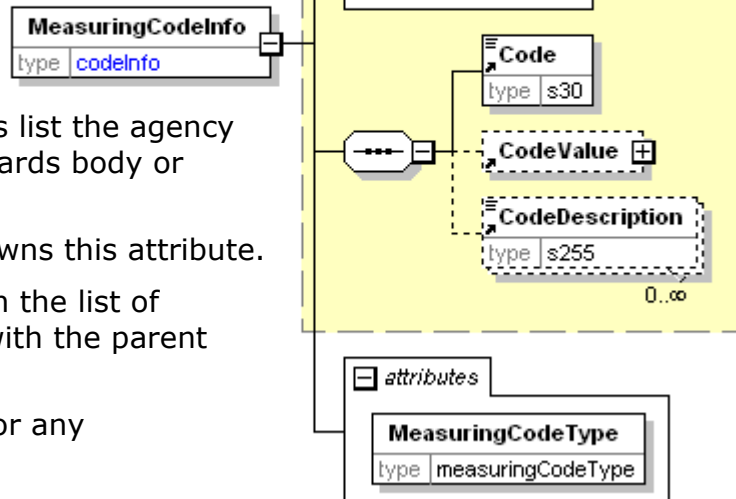 MeasuringCodeInfo
type codeInfo
s list the agency
ards body or
wns this attribute.
n the list of
with the parent
or any
Code
type s30
CodeValue
CodeDescription
type s255
0..∞
attributes
MeasuringCodeType
type measuringCodeType